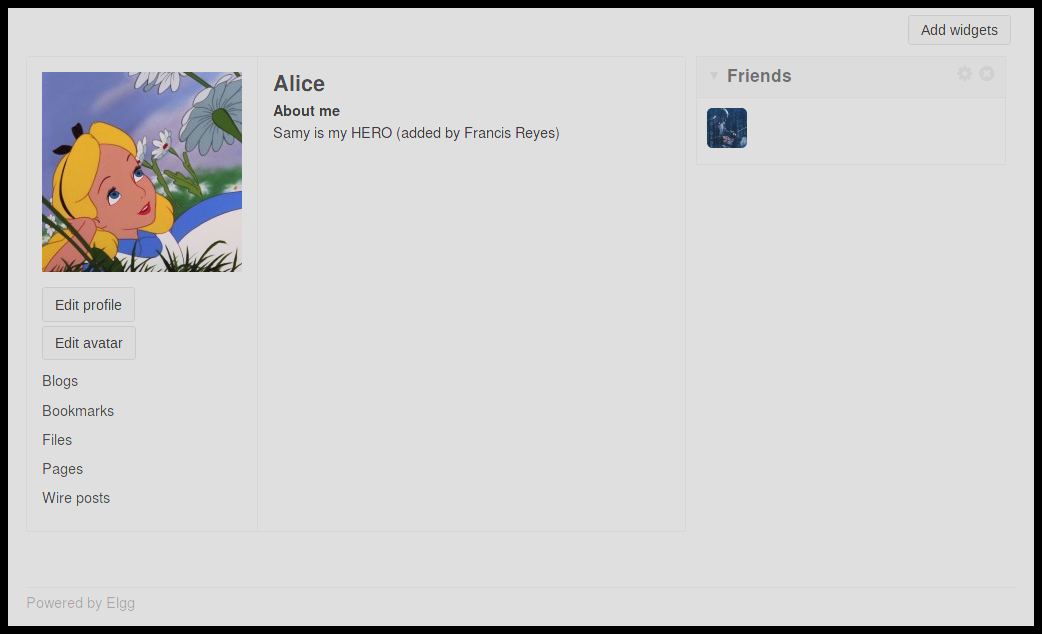 Add widgets
Alice
About me
Samy is my HERO (added by Francis Reyes)
Edit profile
Edit avatar
Blogs
Bookmarks
Files
Pages
Wire posts
Friends
Powered by Elgg